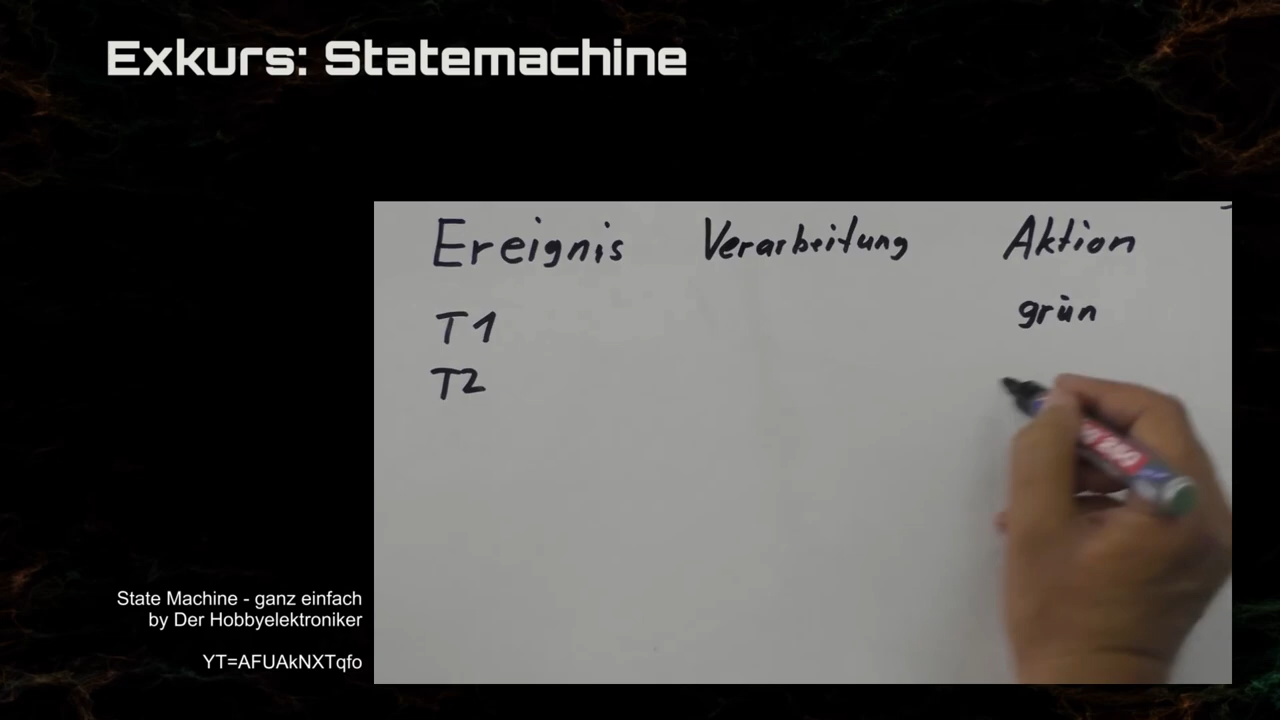 Exkurs: Statemachine
Ereignis Verarbeitung Aktion
T1 grün
T2
State Machine - ganz einfach
by Der Hobbyelektroniker
YT=AFUAkNXTqfo